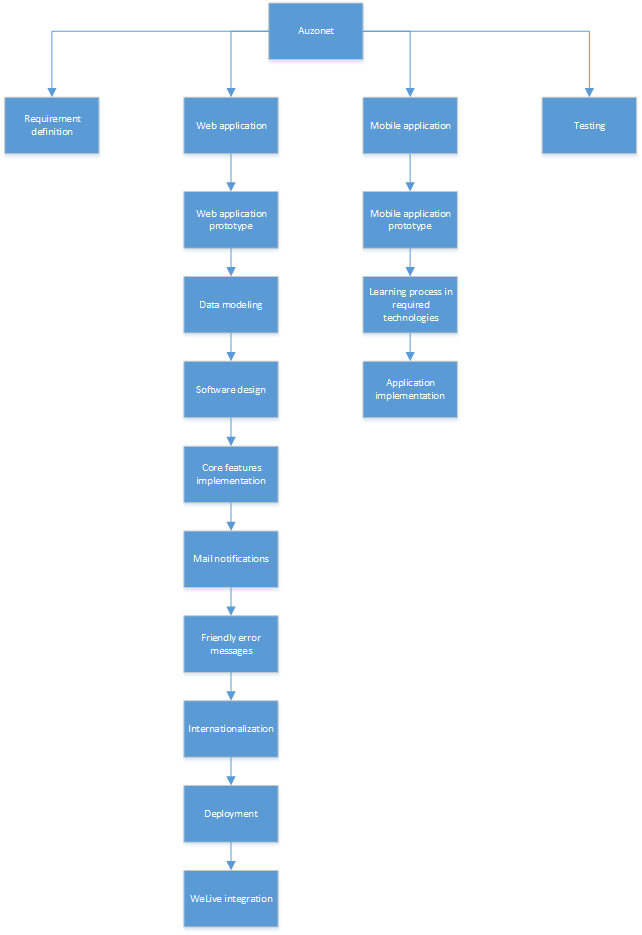 Auzonet
Requirement
definition
Web application
Mobile application
Testing
Web application
prototype
Mobile application
prototype
Data modeling
Learning process in
required
technologies
Software design
Application
implementation
Core features
implementation
Mail notifications
Friendly error
messages
Internationalization
Deployment
WeLive integration